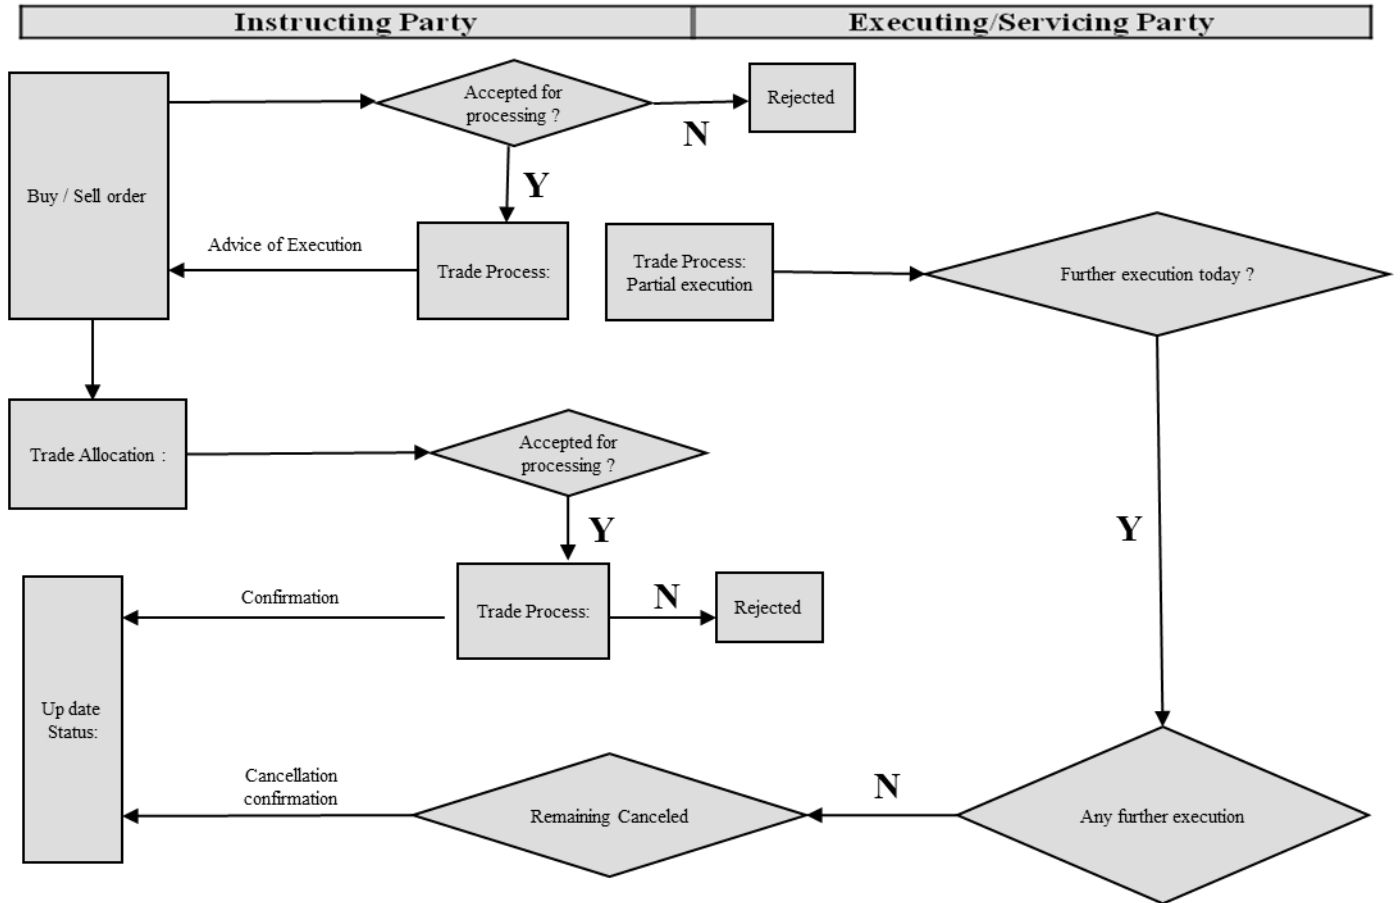 Instructing Party
Executing/Servicing Party
Accepted for
processing ?
Rejected
N
Y
Buy / Sell order
Advice of Execution
Trade Process:
Trade Process:
Partial execution
Further execution today ?
Trade Allocation :
Accepted for
processing ?
Y
Y
Confirmation
Trade Process:
N
Rejected
Up date
Status:
Cancellation
confirmation
Remaining Canceled
N
Any further execution